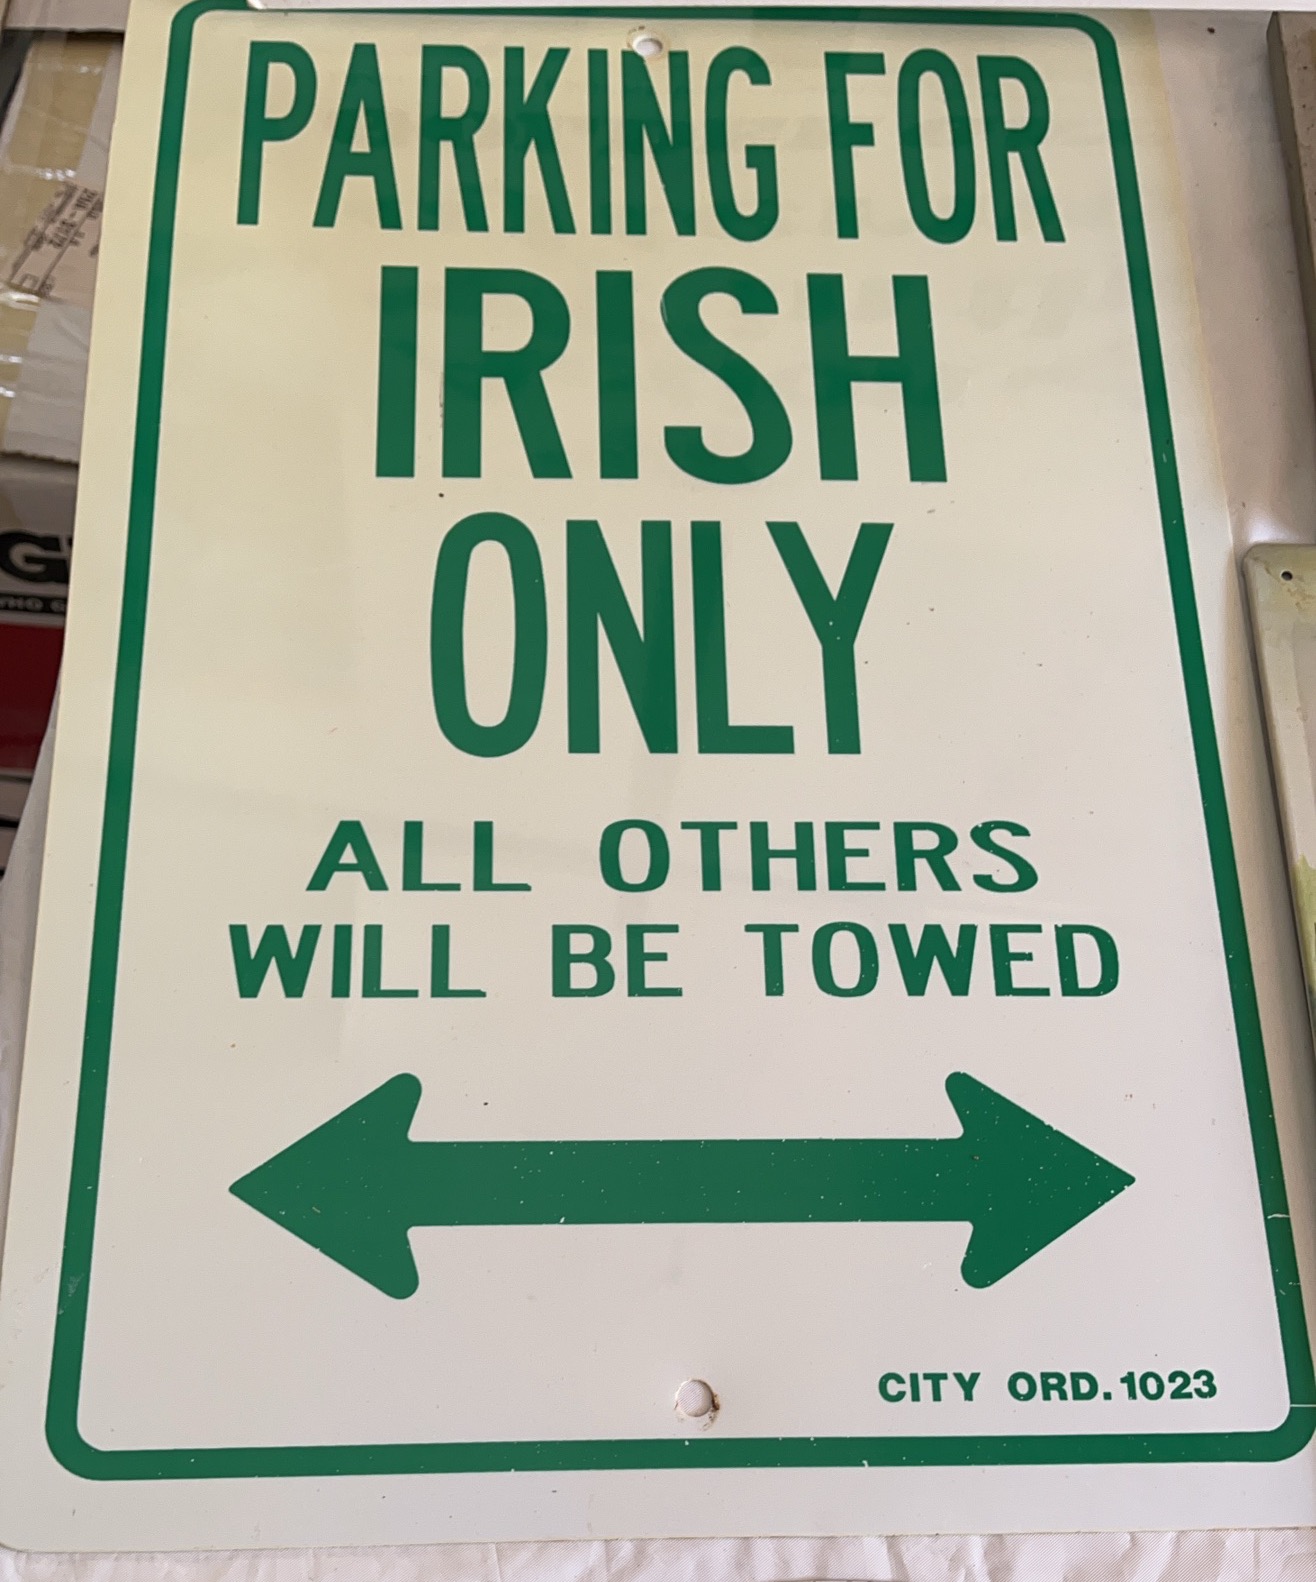 PARKING FOR
IRISH
ONLY
ALL OTHERS
WILL BE TOWED
CITY ORD. 1023